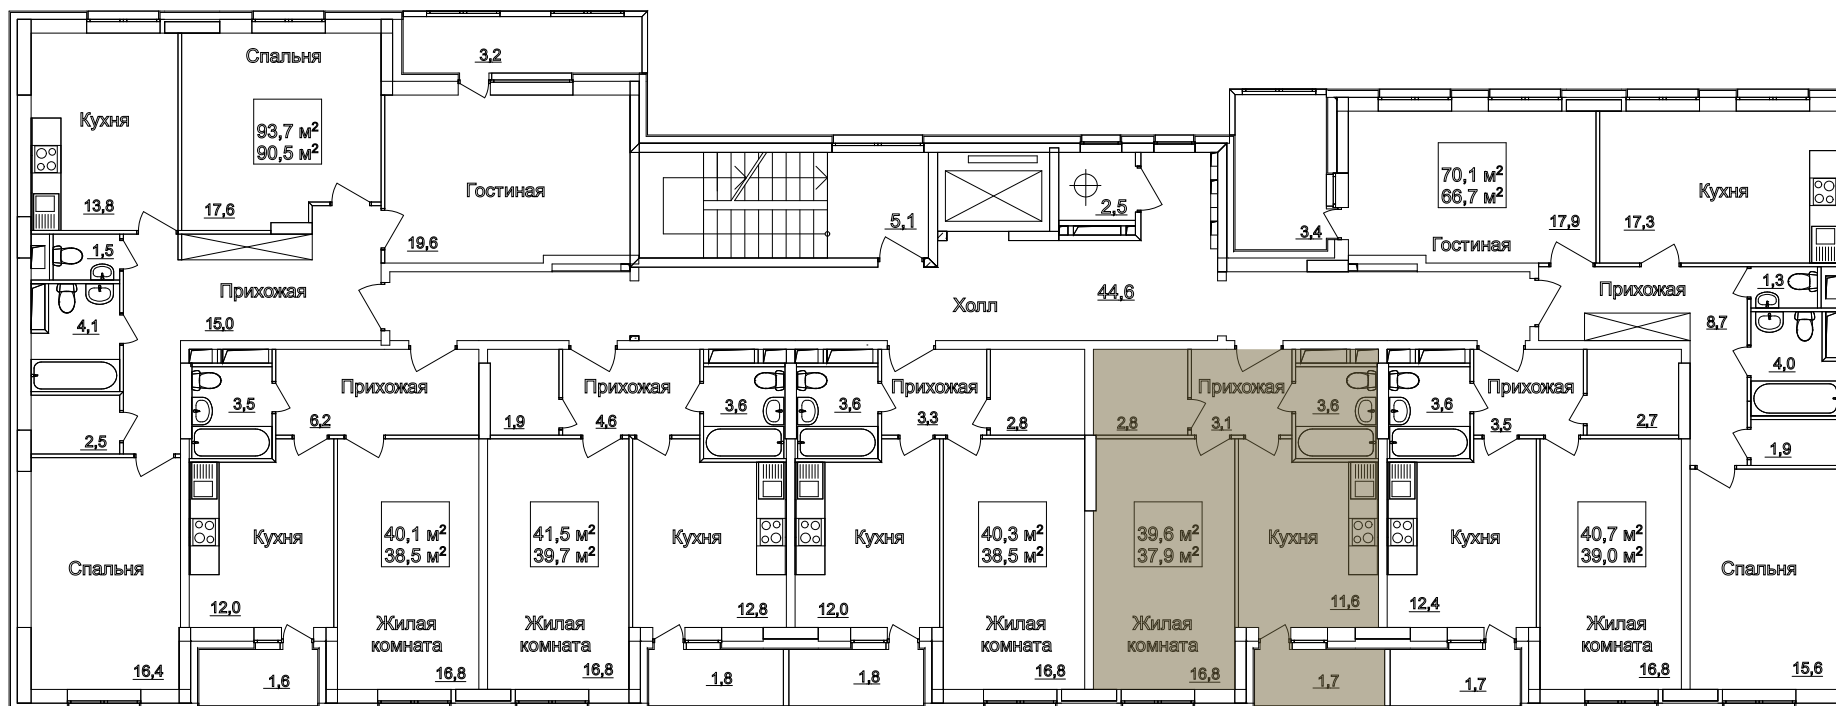 3,2
Спальня
Кухня
93,7 м²
90,5 м²
13,8
17,6
Гостиная
19,6
5,1
2,5
3,4
70,1 м²
66,7 м²
17,9
Гостиная
Кухня
17,3
1,5
4,1
Прихожая
15,0
2,5
Холл
44,6
Прихожая
8,7
1,3
4,0
1,9
3,5
Прихожая
6,2
1,9
Прихожая
4,6
3,6
3,6
Прихожая
3,3
2,8
2,8
Прихожая
3,1
3,6
3,6
Прихожая
3,5
2,7
Спальня
16,4
Кухня
12,0
40,1 м²
38,5 м²
Жилая
комната
16,8
41,5 м²
39,7 м²
Жилая
комната
16,8
Кухня
12,8
Кухня
12,0
40,3 м²
38,5 м²
Жилая
комната
16,8
39,6 м²
37,9 м²
Жилая
комната
16,8
Кухня
11,6
Кухня
12,4
40,7 м²
39,0 м²
Жилая
комната
16,8
Спальня
15,6
1,6
1,8
1,8
1,7
1,7